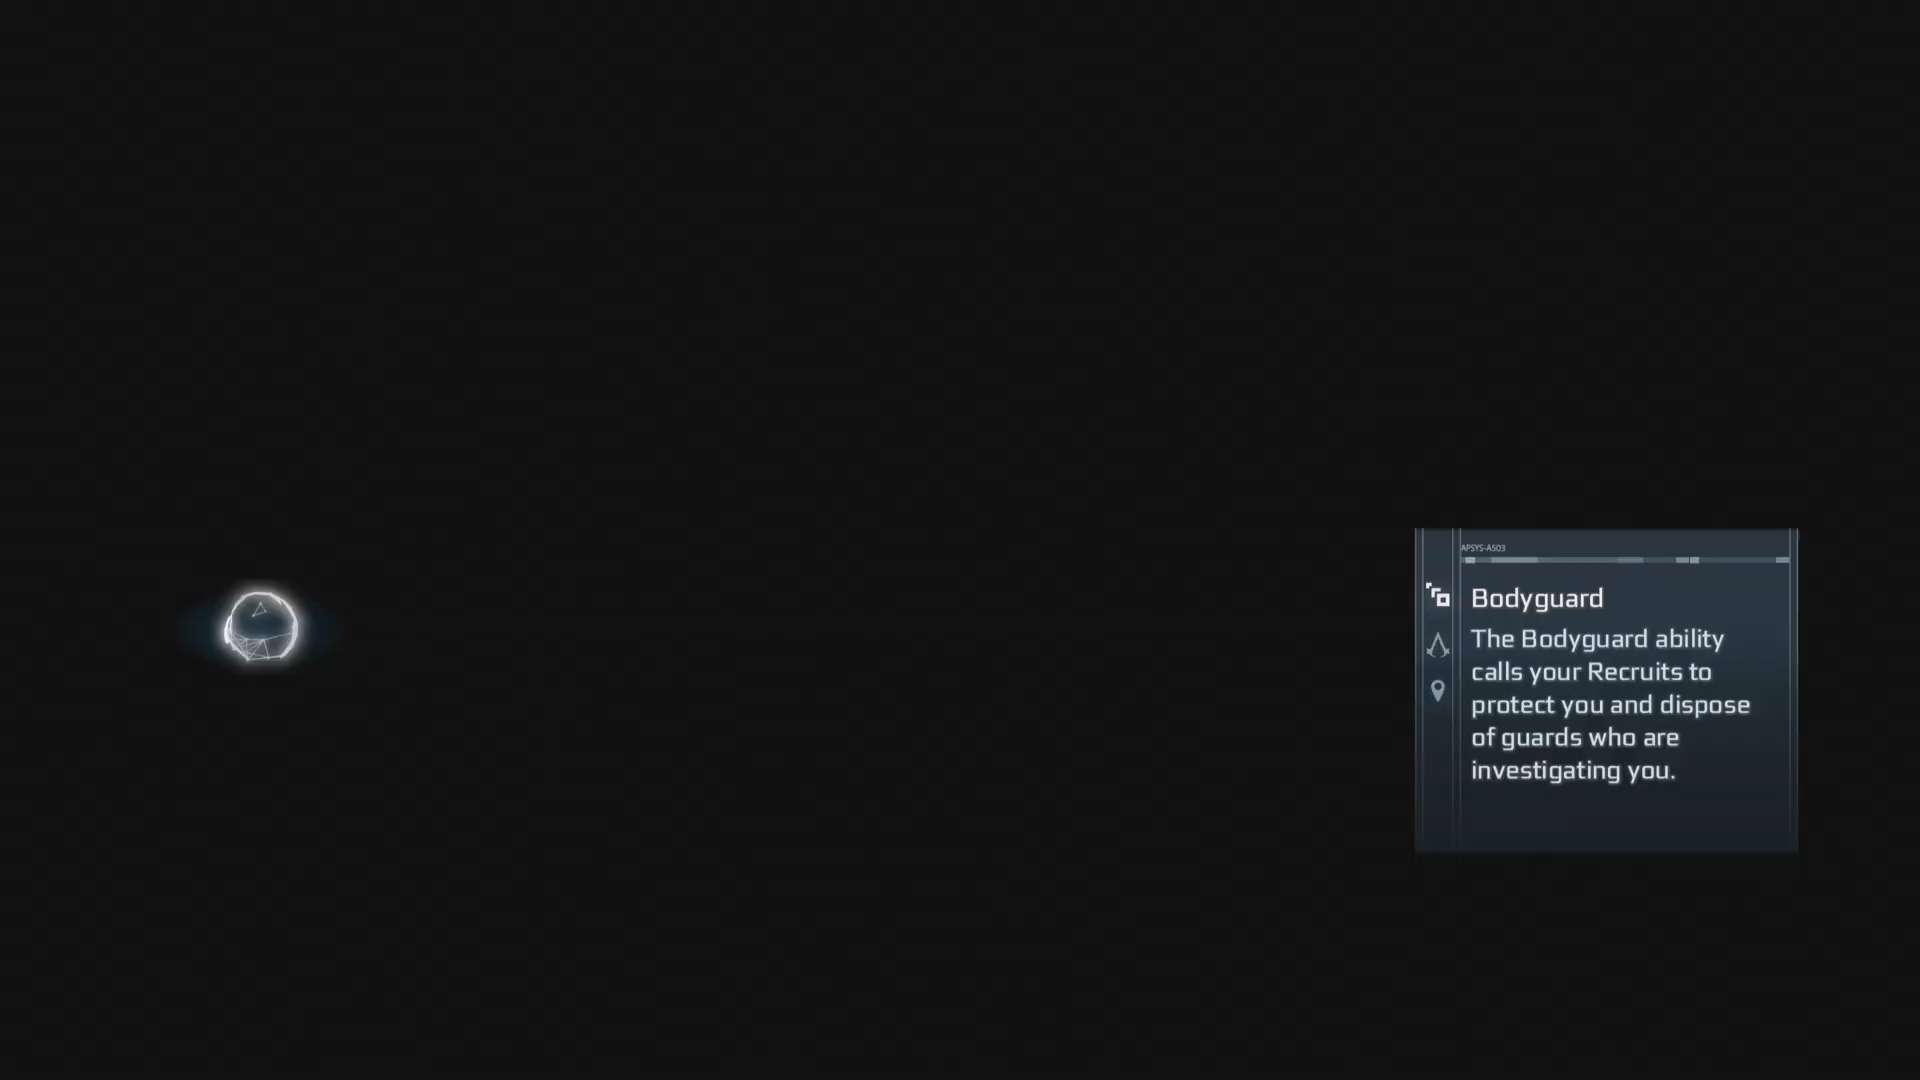 APSYS-A503
Bodyguard
The Bodyguard ability
calls your Recruits to
protect you and dispose
of guards who are
investigating you.